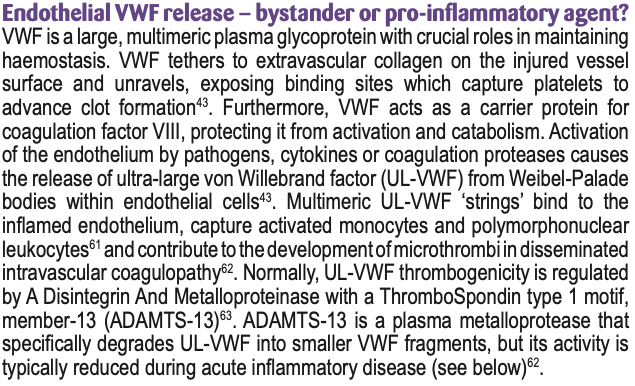 Endothelial VWF release – bystander or pro-inflammatory agent?
VWF is a large, multimeric plasma glycoprotein with crucial roles in maintaining
haemostasis. VWF tethers to extravascular collagen on the injured vessel
surface and unravels, exposing binding sites which capture platelets to
advance clot formation⁴³. Furthermore, VWF acts as a carrier protein for
coagulation factor VIII, protecting it from activation and catabolism. Activation
of the endothelium by pathogens, cytokines or coagulation proteases causes
the release of ultra-large von Willebrand factor (UL-VWF) from Weibel-Palade
bodies within endothelial cells⁴³. Multimeric UL-VWF ‘strings’ bind to the
inflamed endothelium, capture activated monocytes and polymorphonuclear
leukocytes⁶¹ and contribute to the development of microthrombi in disseminated
intravascular coagulopathy⁶². Normally, UL-VWF thrombogenicity is regulated
by A Disintegrin And Metalloproteinase with a ThromboSpondin type 1 motif,
member-13 (ADAMTS-13)⁶³. ADAMTS-13 is a plasma metalloprotease that
specifically degrades UL-VWF into smaller VWF fragments, but its activity is
typically reduced during acute inflammatory disease (see below)⁶².